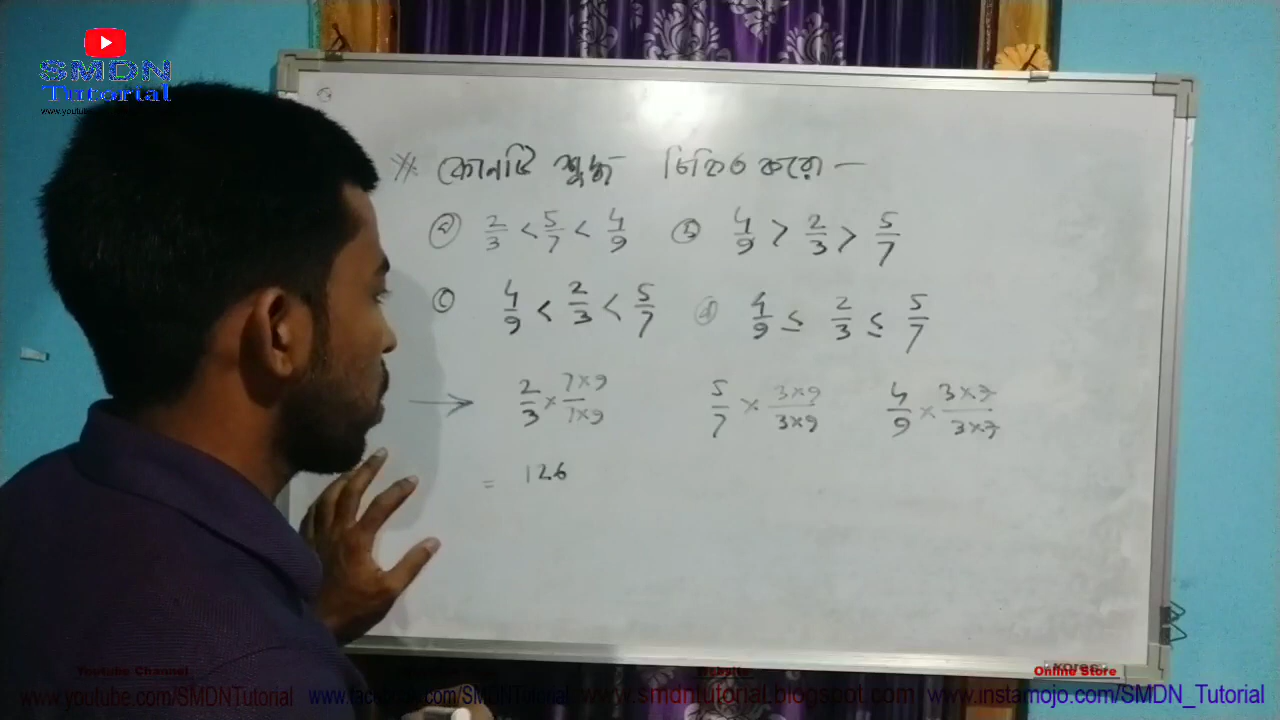 SMDN
Tutorial
※ কোনটি শুদ্ধ চিহ্নিত করো —
ⓐ 2/3 < 5/7 < 4/9 ⓑ 4/9 > 2/3 > 5/7
ⓒ 4/9 < 2/3 < 5/7 ⓓ 4/9 ≤ 2/3 ≤ 5/7
→ 2/3 × 7×9/7×9 5/7 × 3×9/3×9 4/9 × 3×7/3×7
= 126
Youtube Channel Website Online Store
www.youtube.com/SMDNTutorial www.facebook.com/SMDNTutorial www.smdntutorial.blogspot.com www.instamojo.com/SMDN_Tutorial